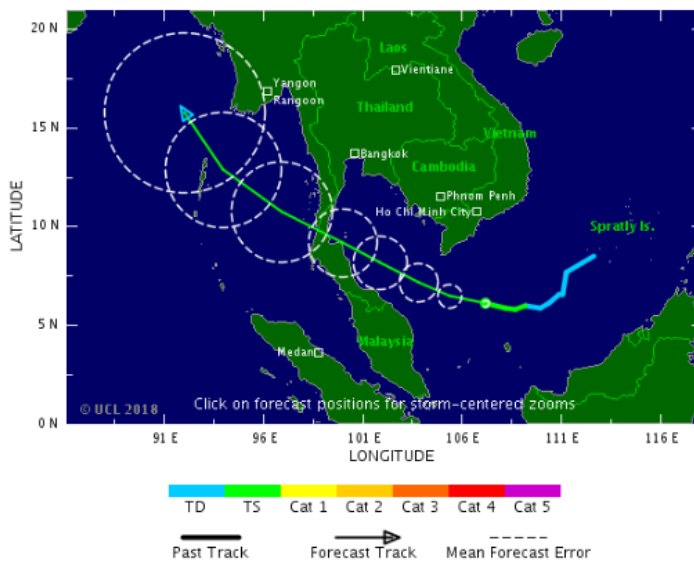 20 N
15 N
10 N
5 N
0 N
LATITUDE
Laos
Vientiane
Yangon
Rangoon
Thailand
Vietnam
Bangkok
Cambodia
Phnom Penh
Ho Chi Minh City
Spratly Is.
Malaysia
Medan
© UCL 2018
Click on forecast positions for storm-centered zooms
91 E 96 E 101 E 106 E 111 E 116 E
LONGITUDE
TD TS Cat 1 Cat 2 Cat 3 Cat 4 Cat 5
Past Track Forecast Track Mean Forecast Error